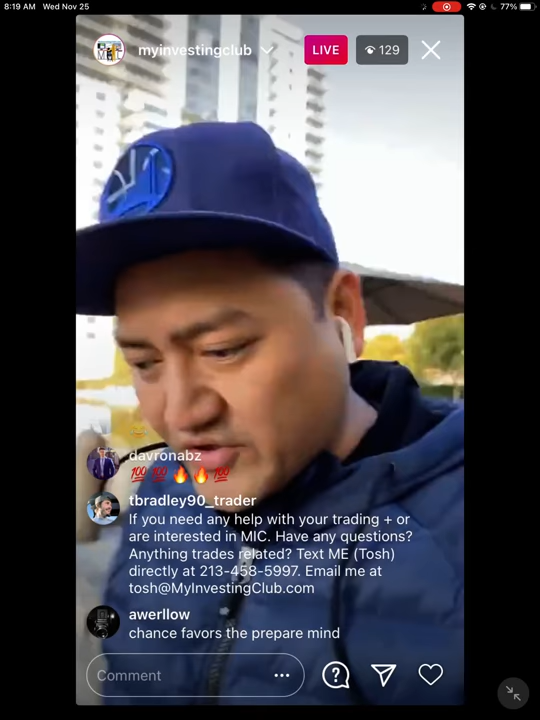 8:19 AM Wed Nov 25
77%
myinvestingclub
LIVE
129
davronabz
💯💯🔥🔥💯
tbradley90_trader
If you need any help with your trading + or
are interested in MIC. Have any questions?
Anything trades related? Text ME (Tosh)
directly at 213-458-5997. Email me at
tosh@MyInvestingClub.com
awerllow
chance favors the prepare mind
Comment